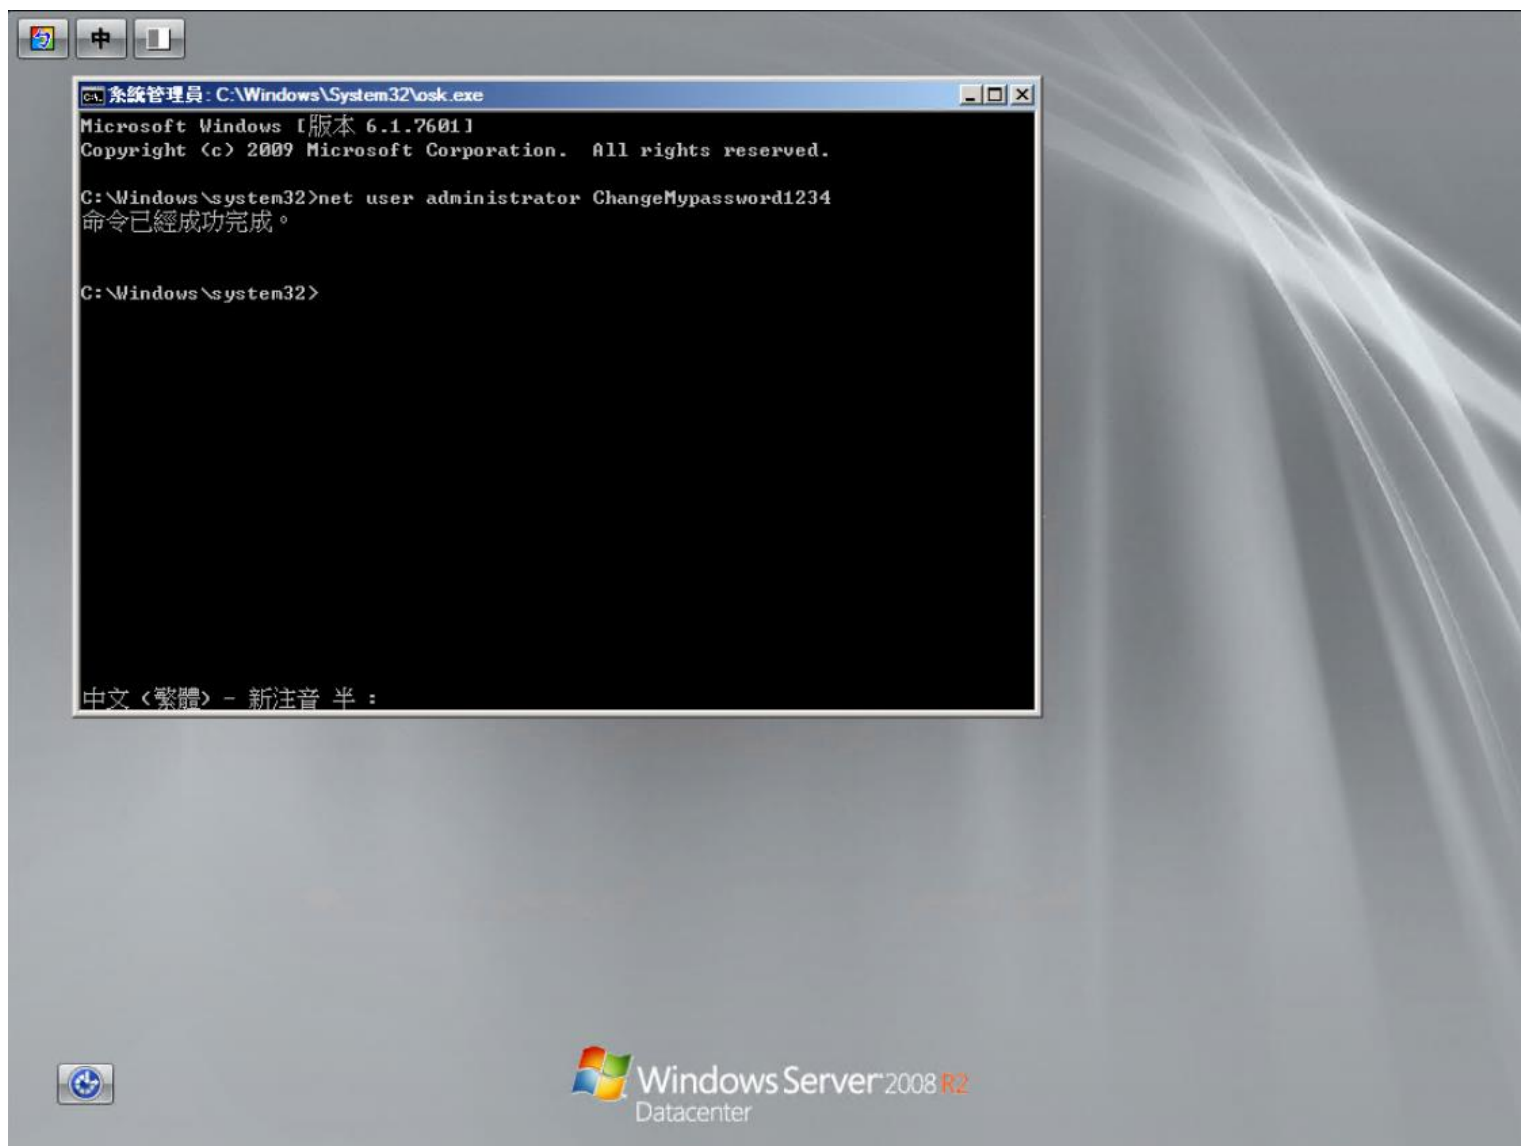 中
系統管理員: C:\Windows\System32\osk.exe
Microsoft Windows [版本 6.1.7601]
Copyright (c) 2009 Microsoft Corporation.  All rights reserved.
C:\Windows\system32>net user administrator ChangeMypassword1234
命令已經成功完成。
C:\Windows\system32>
中文 (繁體) - 新注音 半 :
Windows Server 2008 R2
Datacenter